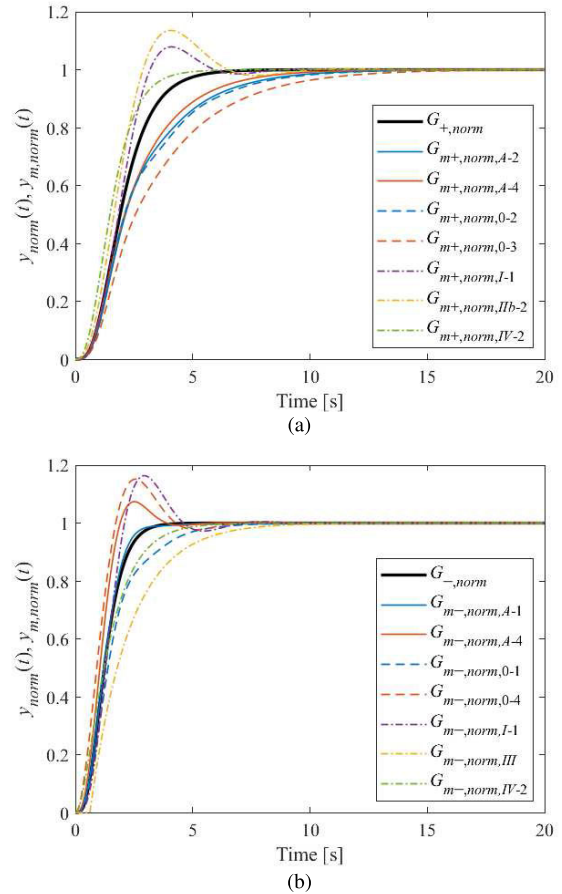 1.2
1
0.8
0.6
0.4
0.2
0
0 5 10 15 20
y_norm(t), y_m,norm(t)
Time [s]
G_+,norm
G_m+,norm,A-2
G_m+,norm,A-4
G_m+,norm,0-2
G_m+,norm,0-3
G_m+,norm,I-1
G_m+,norm,IIb-2
G_m+,norm,IV-2
(a)
1.2
1
0.8
0.6
0.4
0.2
0
0 5 10 15 20
y_norm(t), y_m,norm(t)
Time [s]
G_−,norm
G_m−,norm,A-1
G_m−,norm,A-4
G_m−,norm,0-1
G_m−,norm,0-4
G_m−,norm,I-1
G_m−,norm,III
G_m−,norm,IV-2
(b)